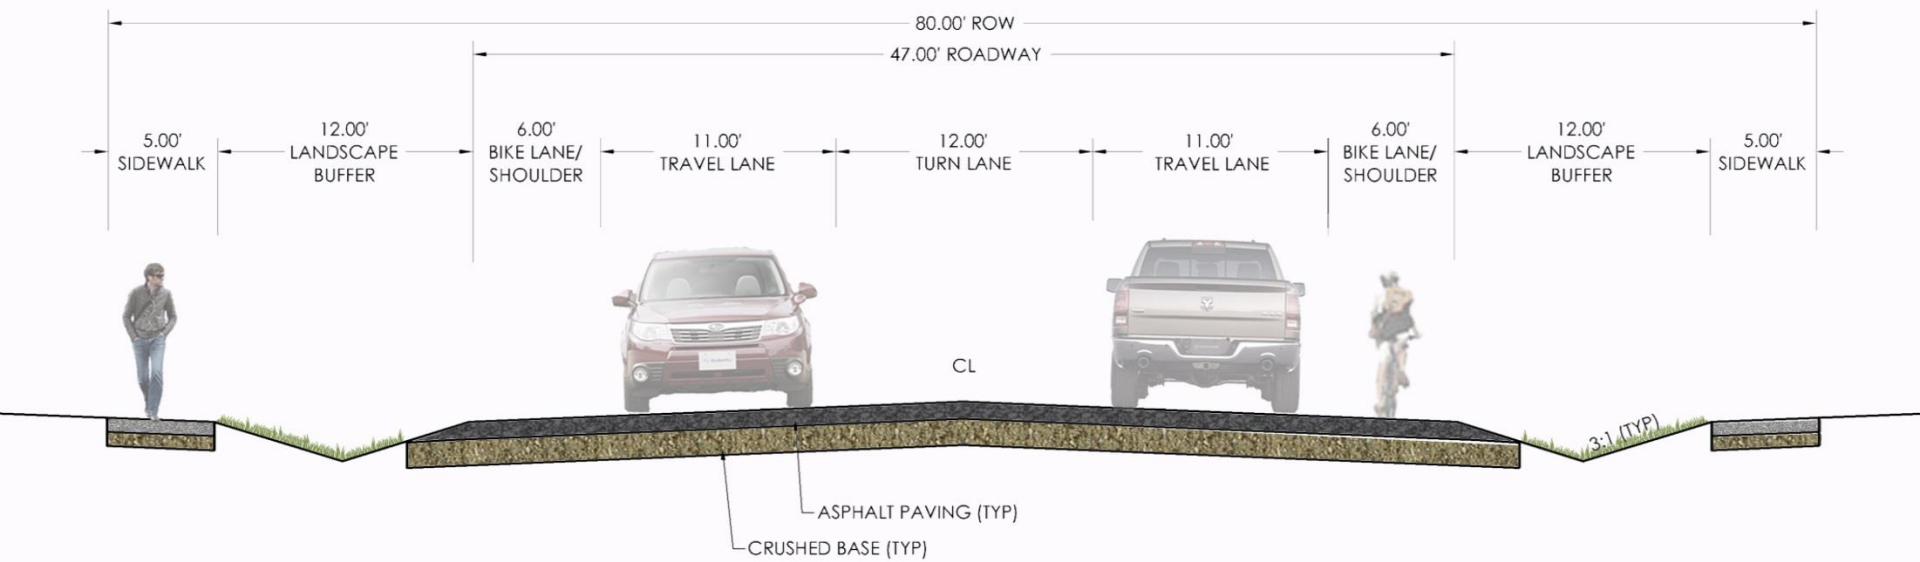 80.00' ROW
47.00' ROADWAY
5.00'
SIDEWALK
12.00'
LANDSCAPE
BUFFER
6.00'
BIKE LANE/
SHOULDER
11.00'
TRAVEL LANE
12.00'
TURN LANE
11.00'
TRAVEL LANE
6.00'
BIKE LANE/
SHOULDER
12.00'
LANDSCAPE
BUFFER
5.00'
SIDEWALK
CL
3:1 (TYP)
ASPHALT PAVING (TYP)
CRUSHED BASE (TYP)